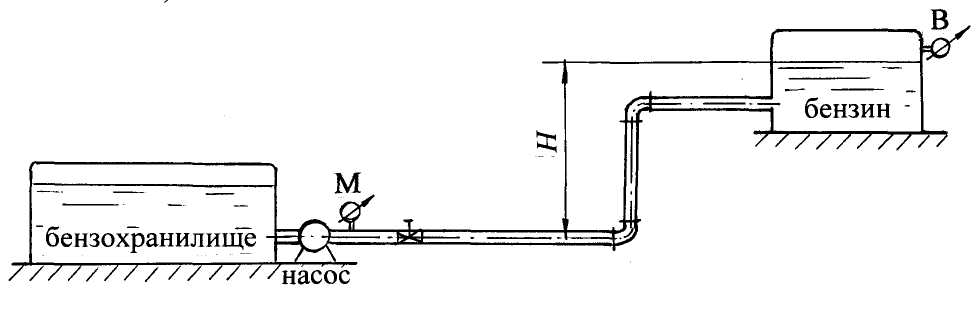 В
бензин
H
М
бензохранилище
насос